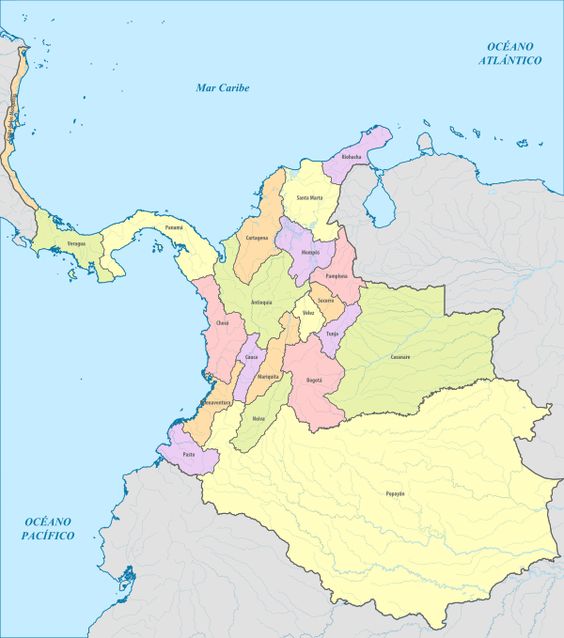 OCÉANO
ATLÁNTICO
Mar Caribe
Riohacha
Santa Marta
Panamá
Veragua
Cartagena
Mompós
Pamplona
Antioquia
Socorro
Vélez
Chocó
Tunja
Cauca
Casanare
Mariquita
Bogotá
Buenaventura
Neiva
Pasto
Popayán
OCÉANO
PACÍFICO